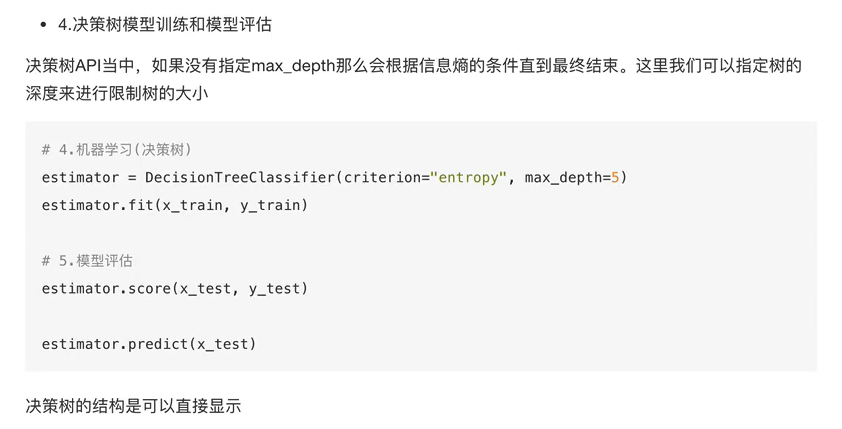 • 4.决策树模型训练和模型评估
决策树API当中，如果没有指定max_depth那么会根据信息熵的条件直到最终结束。这里我们可以指定树的
深度来进行限制树的大小
# 4.机器学习(决策树)
estimator = DecisionTreeClassifier(criterion="entropy", max_depth=5)
estimator.fit(x_train, y_train)
# 5.模型评估
estimator.score(x_test, y_test)
estimator.predict(x_test)
决策树的结构是可以直接显示